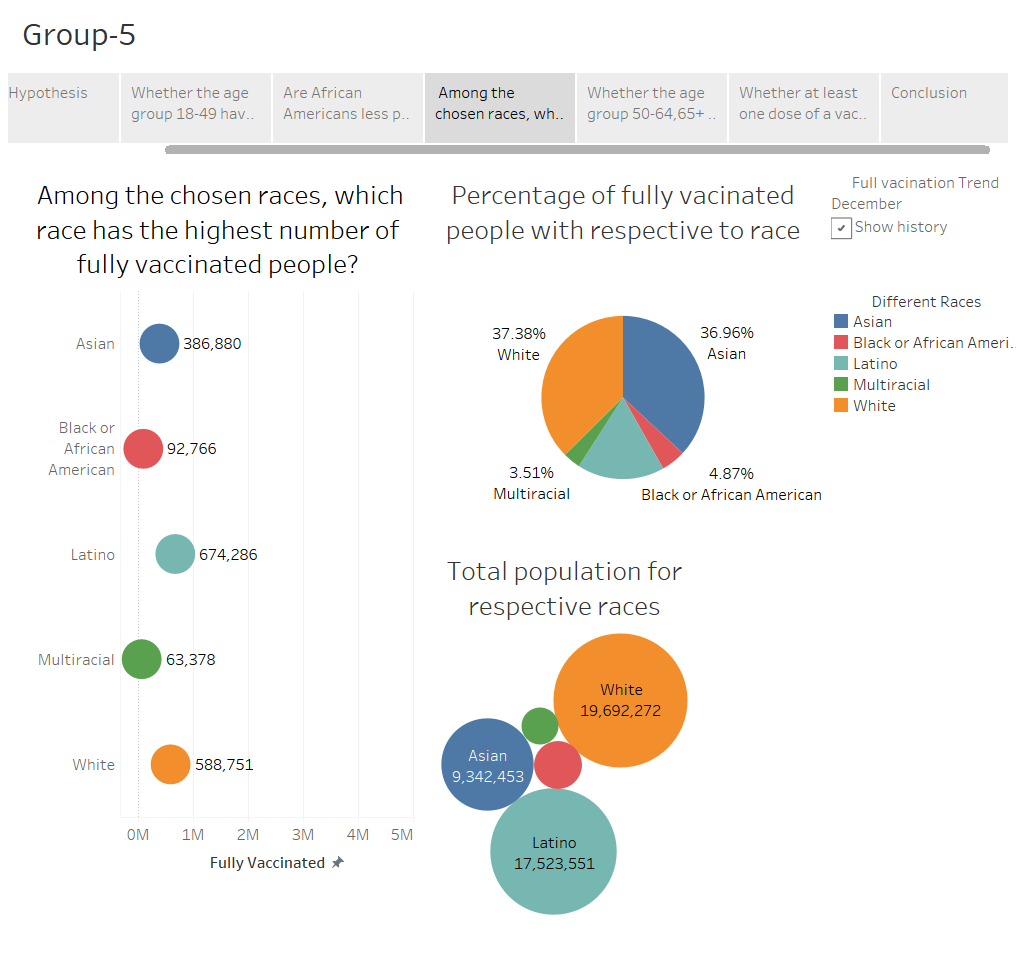 Group-5
Hypothesis
Whether the age
group 18-49 hav..
Are African
Americans less p..
Among the
chosen races, wh..
Whether the age
group 50-64,65+ ..
Whether at least
one dose of a vac..
Conclusion
Among the chosen races, which
race has the highest number of
fully vaccinated people?
Asian
386,880
Black or
African
American
92,766
Latino
674,286
Multiracial
63,378
White
588,751
0M 1M 2M 3M 4M 5M
Fully Vaccinated
Percentage of fully vacinated
people with respective to race
37.38%
White
36.96%
Asian
3.51%
Multiracial
4.87%
Black or African American
Total population for
respective races
White
19,692,272
Asian
9,342,453
Latino
17,523,551
Full vacination Trend
December
Show history
Different Races
Asian
Black or African Ameri.
Latino
Multiracial
White